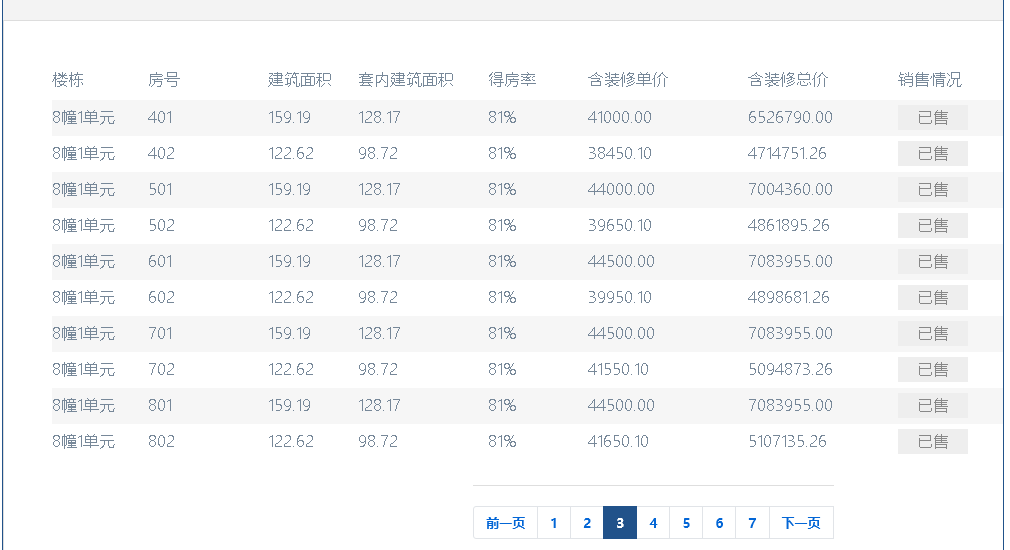 楼栋 房号 建筑面积 套内建筑面积 得房率 含装修单价 含装修总价 销售情况
8幢1单元 401 159.19 128.17 81% 41000.00 6526790.00 已售
8幢1单元 402 122.62 98.72 81% 38450.10 4714751.26 已售
8幢1单元 501 159.19 128.17 81% 44000.00 7004360.00 已售
8幢1单元 502 122.62 98.72 81% 39650.10 4861895.26 已售
8幢1单元 601 159.19 128.17 81% 44500.00 7083955.00 已售
8幢1单元 602 122.62 98.72 81% 39950.10 4898681.26 已售
8幢1单元 701 159.19 128.17 81% 44500.00 7083955.00 已售
8幢1单元 702 122.62 98.72 81% 41550.10 5094873.26 已售
8幢1单元 801 159.19 128.17 81% 44500.00 7083955.00 已售
8幢1单元 802 122.62 98.72 81% 41650.10 5107135.26 已售
前一页 1 2 3 4 5 6 7 下一页